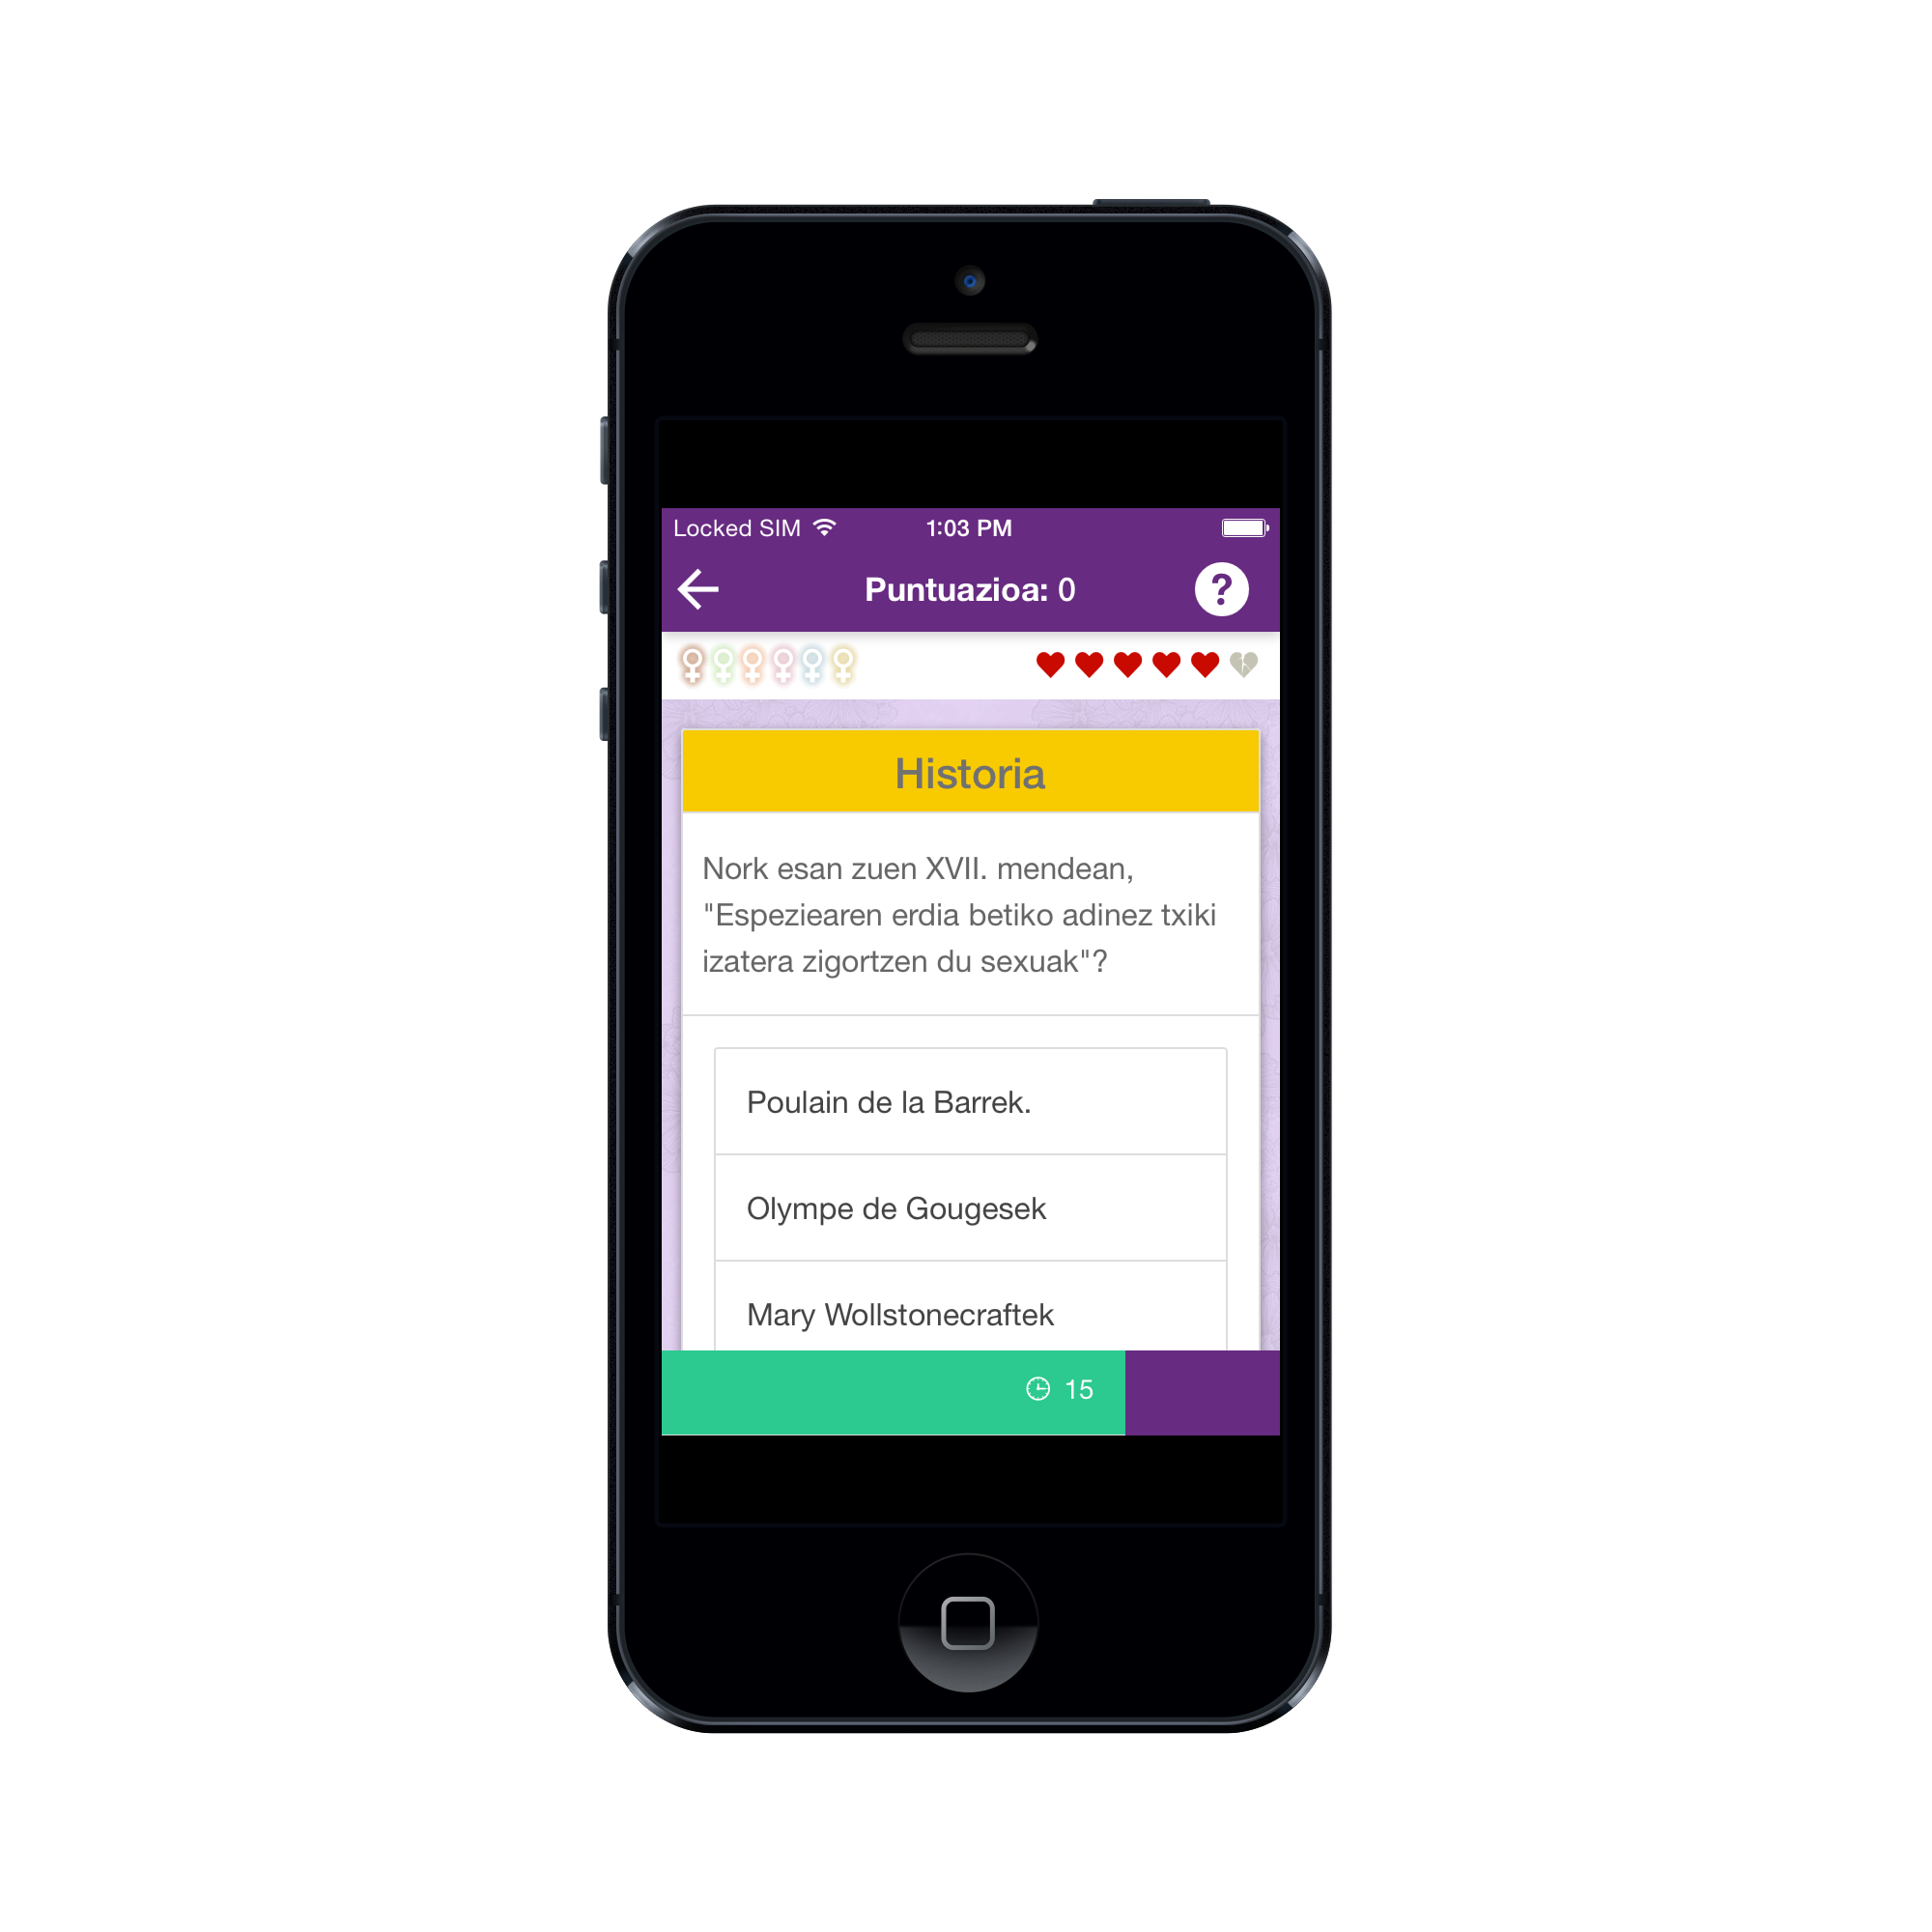 Locked SIM 1:03 PM
Puntuazioa: 0 ?
Historia
Nork esan zuen XVII. mendean,
"Espeziearen erdia betiko adinez txiki
izatera zigortzen du sexuak"?
Poulain de la Barrek.
Olympe de Gougesek
Mary Wollstonecraftek
15